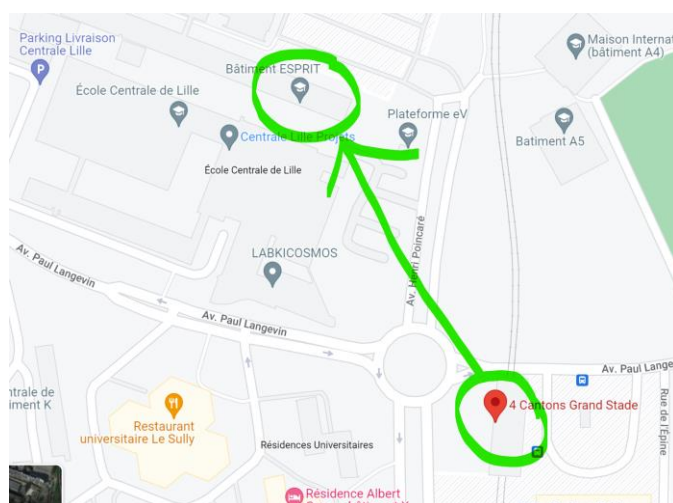 Parking Livraison
Centrale Lille
P
Bâtiment ESPRIT
Maison Internat
(bâtiment A4)
École Centrale de Lille
Plateforme eV
Centrale Lille Projets
Batiment A5
École Centrale de Lille
Av. Henri Poincaré
LABKICOSMOS
Av. Paul Langevin
Av. Paul Langevin
Av. Paul Lange
4 Cantons Grand Stade
Rue de l'Épine
ntrale de
iment K
Restaurant
universitaire Le Sully
Résidences Universitaires
Résidence Albert